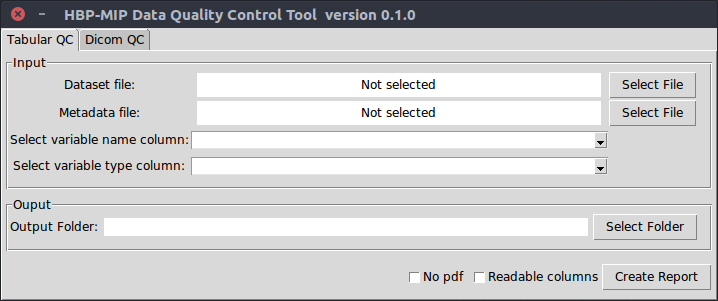 HBP-MIP Data Quality Control Tool version 0.1.0
Tabular QC Dicom QC
Input
Dataset file: Not selected Select File
Metadata file: Not selected Select File
Select variable name column:
Select variable type column:
Ouput
Output Folder: Select Folder
No pdf Readable columns Create Report